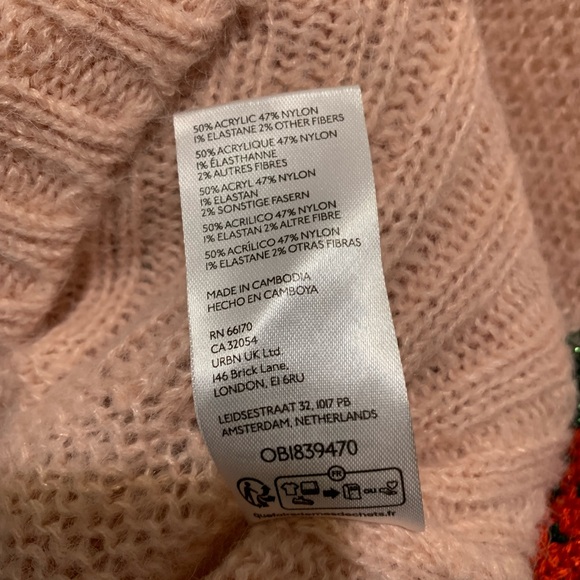 50% ACRYLIC 47% NYLON
1% ELASTANE 2% OTHER FIBERS
50% ACRYLIQUE 47% NYLON
1% ÉLASTHANNE
2% AUTRES FIBRES
50% ACRYL 47% NYLON
1% ELASTAN
2% SONSTIGE FASERN
50% ACRILICO 47% NYLON
1% ELASTAN 2% ALTRE FIBRE
50% ACRÍLICO 47% NYLON
1% ELASTANE 2% OTRAS FIBRAS
MADE IN CAMBODIA
HECHO EN CAMBOYA
RN 66170
CA 32054
URBN UK Ltd.
146 Brick Lane,
LONDON, E1 6RU
LEIDSESTRAAT 32, 1017 PB
AMSTERDAM, NETHERLANDS
OB1839470
FR
OU